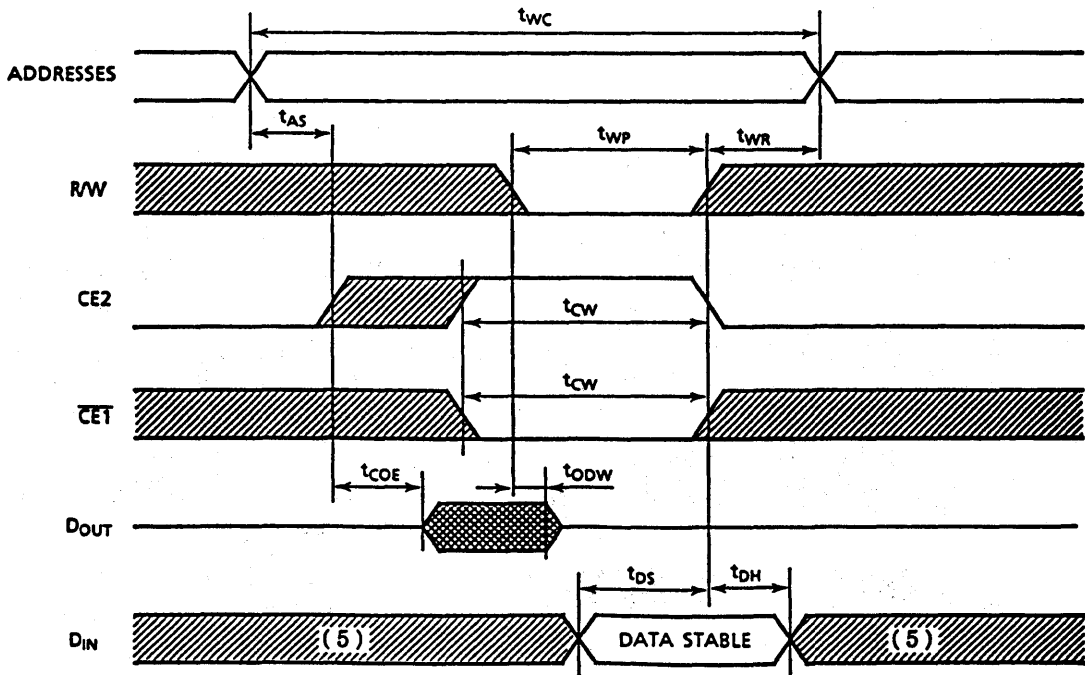 tWC
ADDRESSES
tAS
tWP
tWR
R/W
CE2
tCW
CE1
tCW
tCOE
tODW
DOUT
tDS
tDH
DIN
(5)
DATA STABLE
(5)